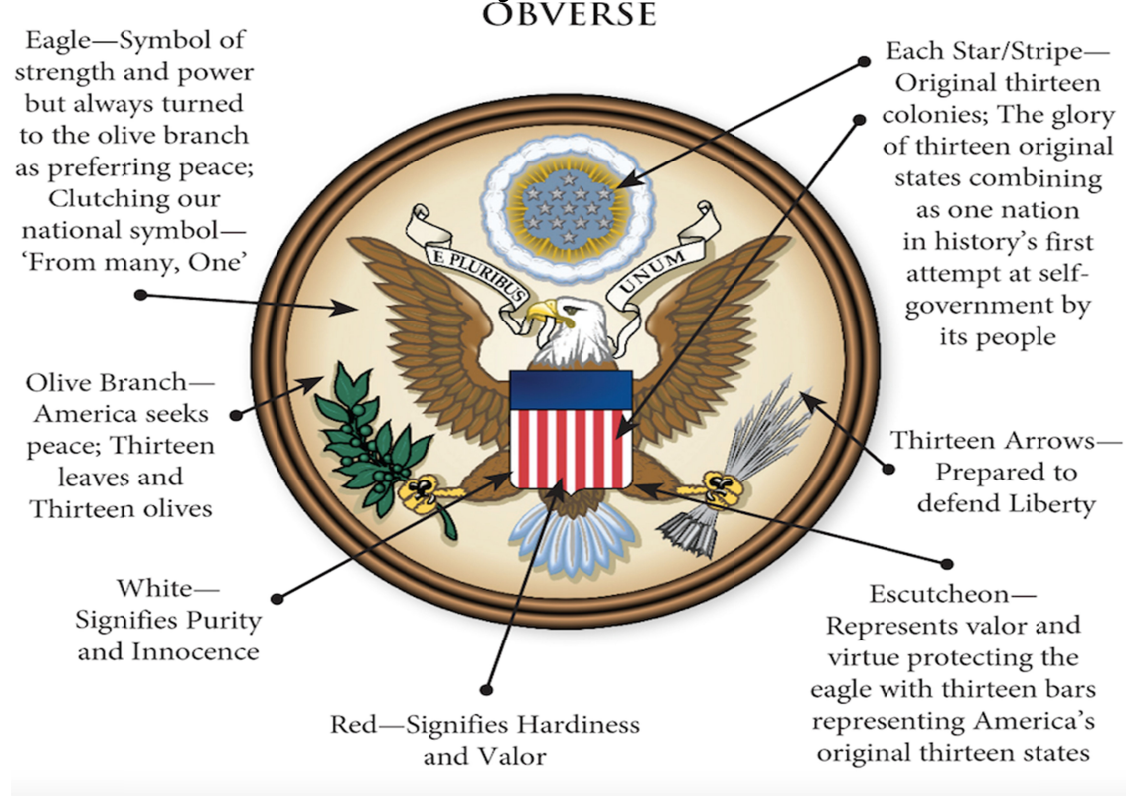 OBVERSE
Eagle—Symbol of
strength and power
but always turned
to the olive branch
as preferring peace;
Clutching our
national symbol—
‘From many, One’
Each Star/Stripe—
Original thirteen
colonies; The glory
of thirteen original
states combining
as one nation
in history’s first
attempt at self-
government by
its people
E PLURIBUS
UNUM
Olive Branch—
America seeks
peace; Thirteen
leaves and
Thirteen olives
Thirteen Arrows—
Prepared to
defend Liberty
White—
Signifies Purity
and Innocence
Escutcheon—
Represents valor and
virtue protecting the
eagle with thirteen bars
representing America’s
original thirteen states
Red—Signifies Hardiness
and Valor